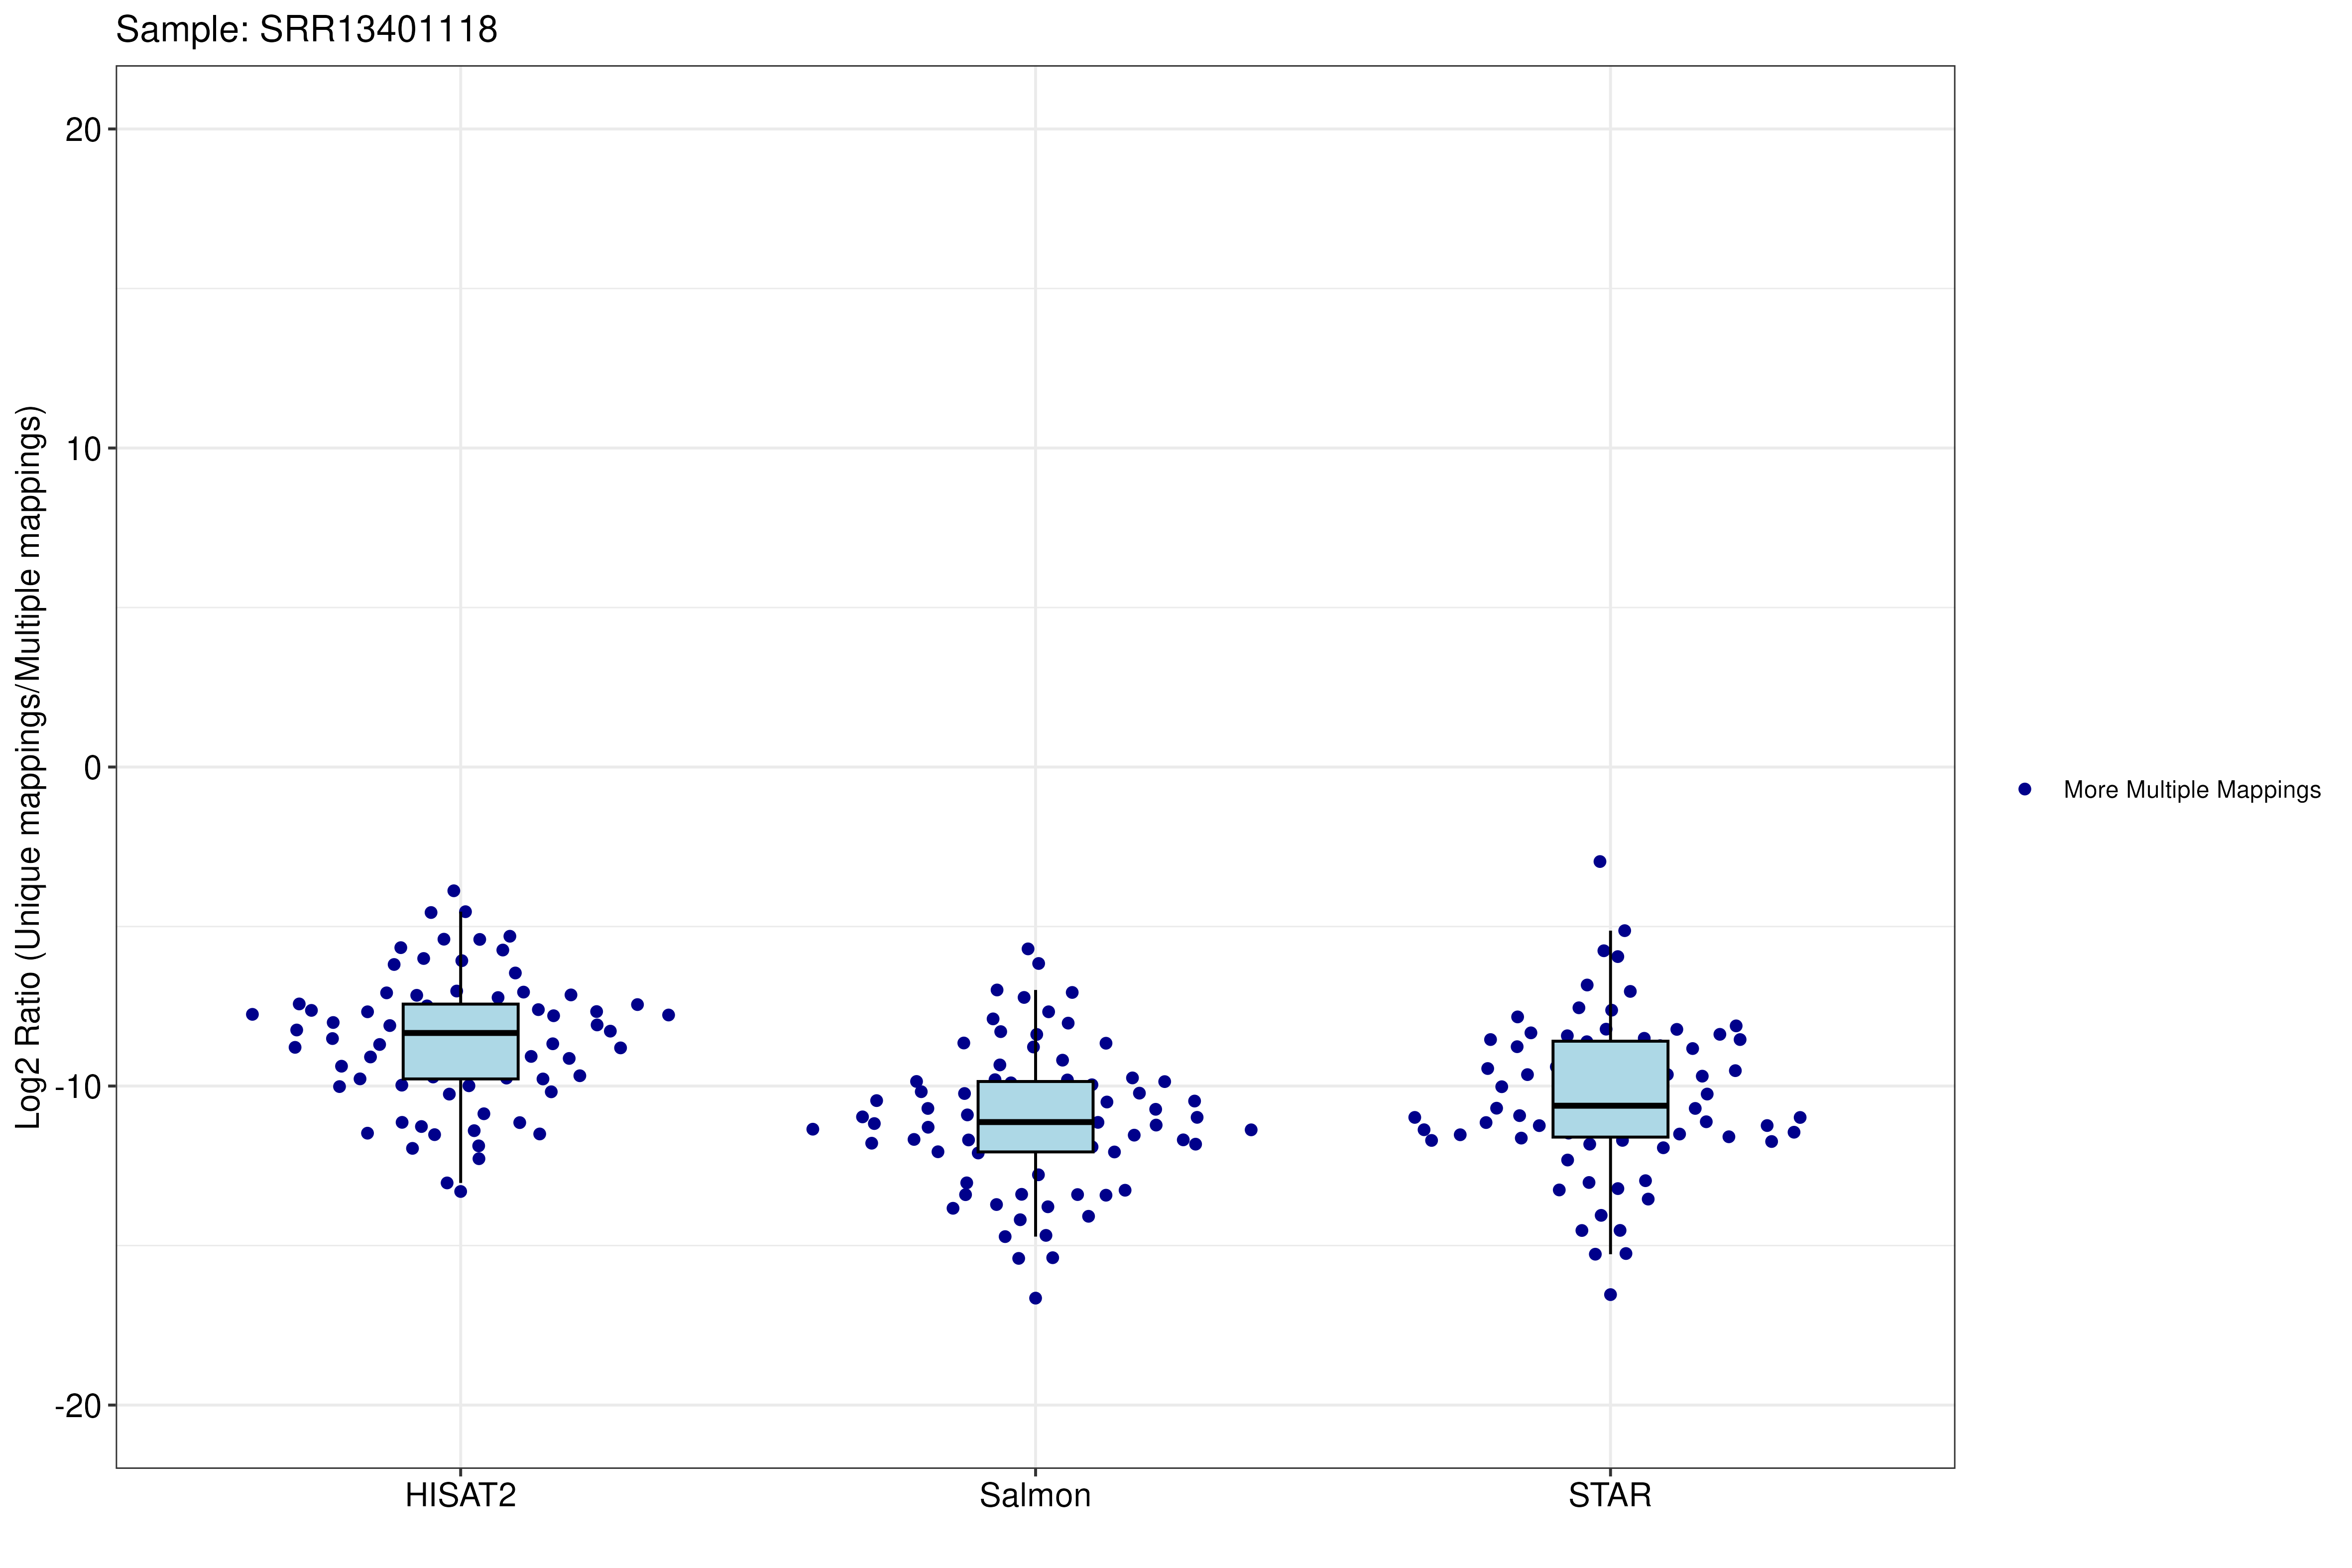 Sample: SRR13401118
Log2 Ratio (Unique mappings/Multiple mappings)
20
10
0
-10
-20
HISAT2
Salmon
STAR
More Multiple Mappings